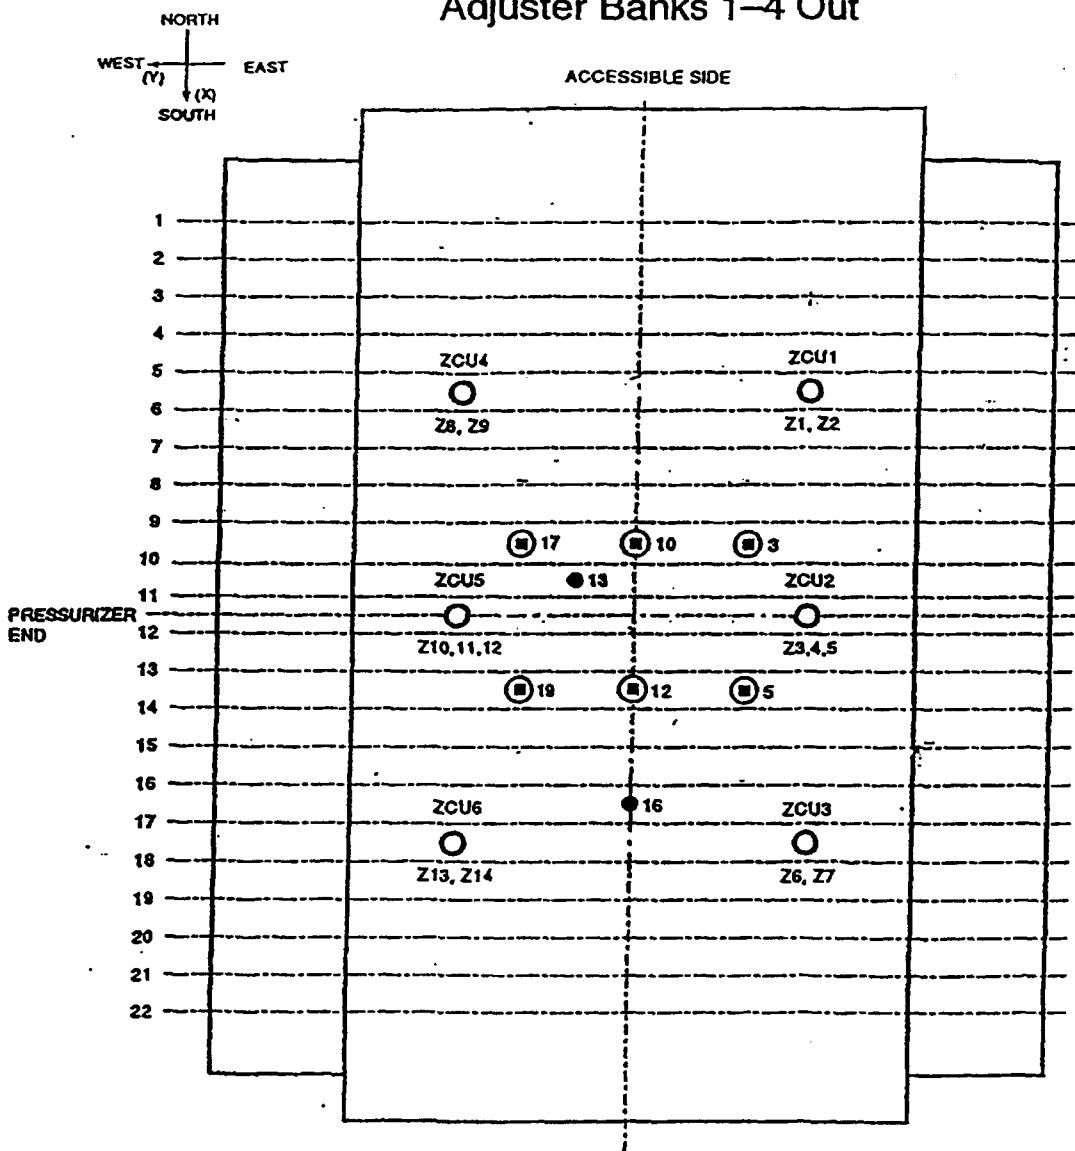 Adjuster Banks 1–4 Out
NORTH
WEST
(Y)
EAST
(X)
SOUTH
ACCESSIBLE SIDE
1
2
3
4
ZCU4 ZCU1
5
6
Z8, Z9 Z1, Z2
7
8
9
17 10 3
10
ZCU5 13 ZCU2
11
PRESSURIZER
END
12
Z10,11,12 Z3,4,5
13
19 12 5
14
15
16
ZCU6 16 ZCU3
17
18
Z13, Z14 Z6, Z7
19
20
21
22